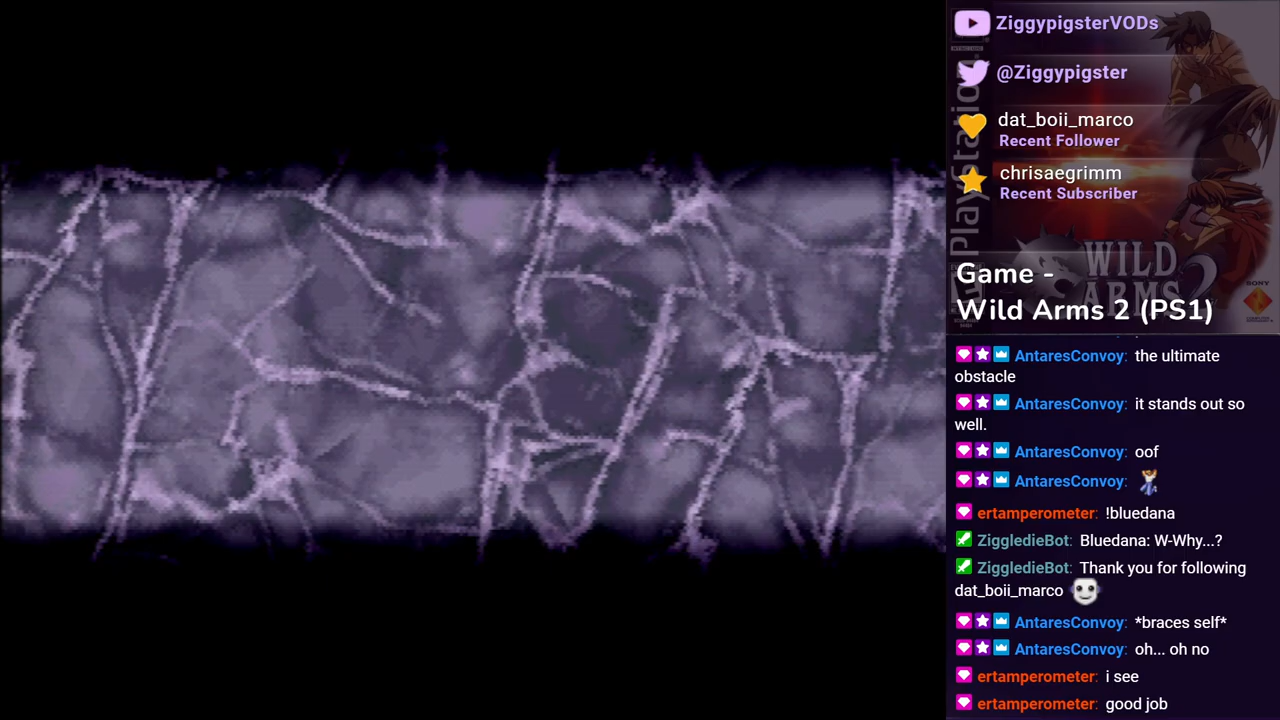 ZiggypigsterVODs
@Ziggypigster
dat_boii_marco
Recent Follower
chrisaegrimm
Recent Subscriber
PlayStation
WILD
ARMS 2
SONY
Game -
Wild Arms 2 (PS1)
AntaresConvoy: the ultimate
obstacle
AntaresConvoy: it stands out so
well.
AntaresConvoy: oof
AntaresConvoy:
ertamperometer: !bluedana
ZiggledieBot: Bluedana: W-Why...?
ZiggledieBot: Thank you for following
dat_boii_marco
AntaresConvoy: *braces self*
AntaresConvoy: oh... oh no
ertamperometer: i see
ertamperometer: good job